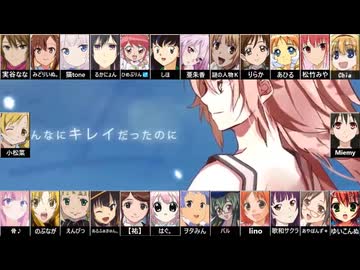 実谷なな
みどりいぬ。
猫tone
るかにょん
ひめぷりん
しほ
亜朱香
謎の人物K
りらか
あひる
松竹みや
Chia
んなにキレイだったのに
小松菜
Miemy
骨♪
のぶなが
えんぴつ
【祐】
はぐ。
ヲタみん
バル
lino
歌和サクラ
ゆいこんぬ